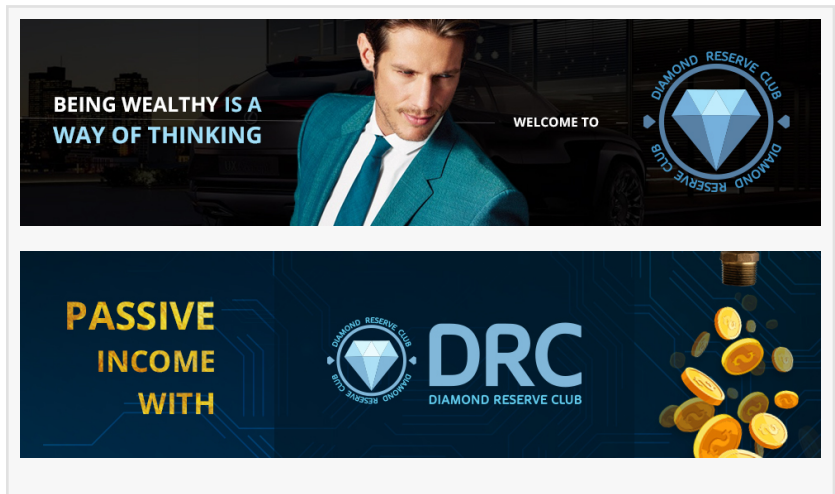 BEING WEALTHY IS A
WAY OF THINKING
WELCOME TO
DIAMOND RESERVE CLUB
DIAMOND RESERVE CLUB
PASSIVE
INCOME
WITH
DIAMOND RESERVE CLUB
DIAMOND RESERVE CLUB
DRC
DIAMOND RESERVE CLUB